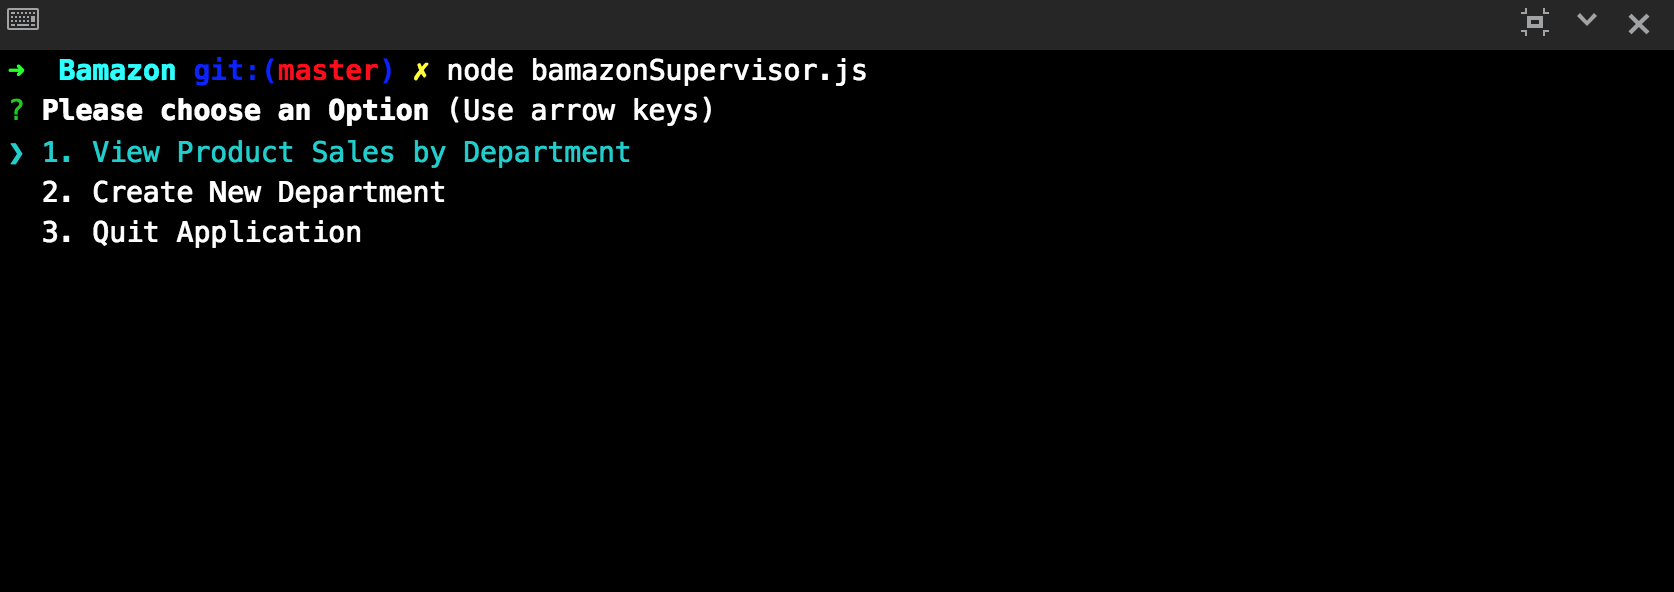 ➜  Bamazon git:(master) ✗ node bamazonSupervisor.js
? Please choose an Option (Use arrow keys)
❯ 1. View Product Sales by Department
  2. Create New Department
  3. Quit Application